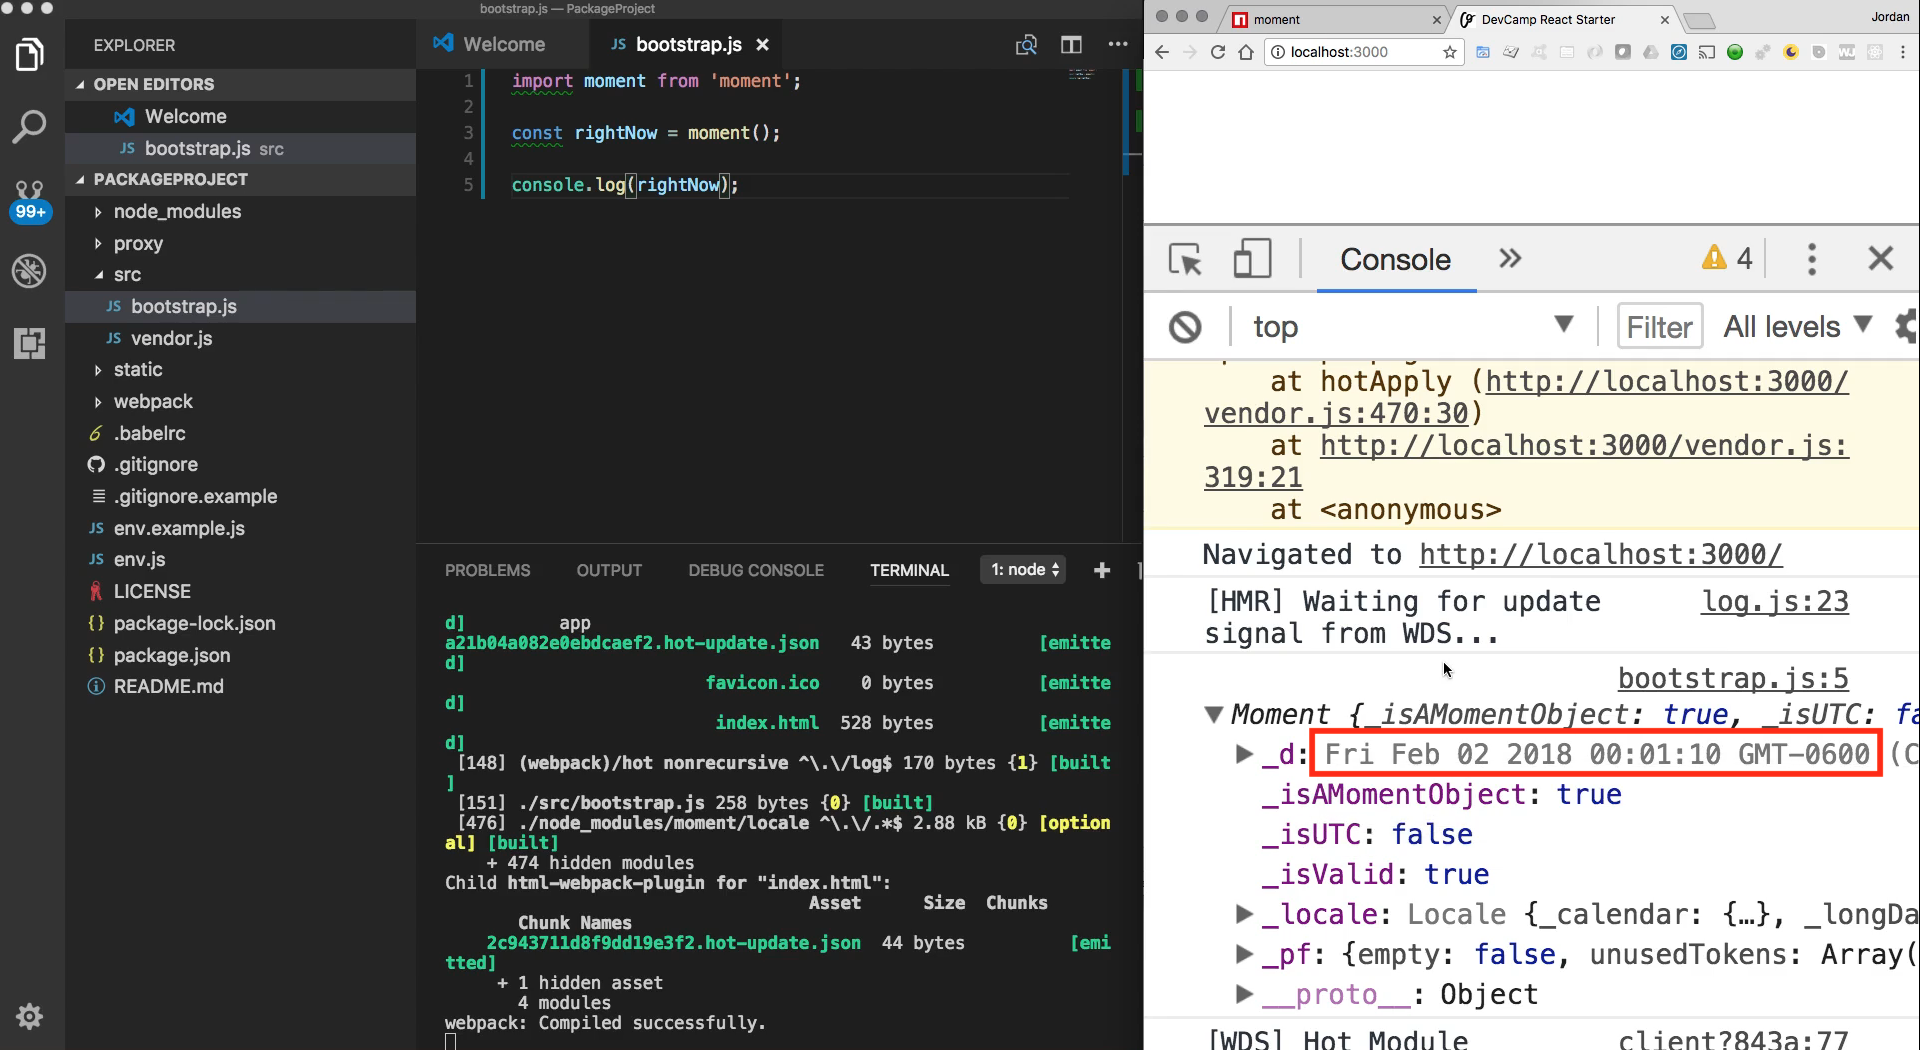 bootstrap.js — PackageProject
EXPLORER
OPEN EDITORS
Welcome
JS bootstrap.js src
PACKAGEPROJECT
node_modules
proxy
src
JS bootstrap.js
JS vendor.js
static
webpack
.babelrc
.gitignore
.gitignore.example
JS env.example.js
JS env.js
LICENSE
{} package-lock.json
{} package.json
README.md
99+
Welcome
JS bootstrap.js
1 import moment from 'moment';
2
3 const rightNow = moment();
4
5 console.log(rightNow);
PROBLEMS OUTPUT DEBUG CONSOLE TERMINAL 1: node
d] app
a21b04a082e0ebdcaef2.hot-update.json 43 bytes [emitte
d]
favicon.ico 0 bytes [emitte
d]
index.html 528 bytes [emitte
d]
[148] (webpack)/hot nonrecursive ^\.\/log$ 170 bytes {1} [built
]
[151] ./src/bootstrap.js 258 bytes {0} [built]
[476] ./node_modules/moment/locale ^\.\/.*$ 2.88 kB {0} [option
al] [built]
+ 474 hidden modules
Child html-webpack-plugin for "index.html":
Asset Size Chunks
Chunk Names
2c943711d8f9dd19e3f2.hot-update.json 44 bytes [emi
tted]
+ 1 hidden asset
4 modules
webpack: Compiled successfully.
moment
DevCamp React Starter
Jordan
localhost:3000
Console 4
top Filter All levels
at hotApply (http://localhost:3000/
vendor.js:470:30)
at http://localhost:3000/vendor.js:
319:21
at <anonymous>
Navigated to http://localhost:3000/
[HMR] Waiting for update log.js:23
signal from WDS...
bootstrap.js:5
Moment {_isAMomentObject: true, _isUTC: fa
_d: Fri Feb 02 2018 00:01:10 GMT-0600 (C
_isAMomentObject: true
_isUTC: false
_isValid: true
_locale: Locale {_calendar: {…}, _longDa
_pf: {empty: false, unusedTokens: Array(
__proto__: Object
[WDS] Hot Module client?843a:77